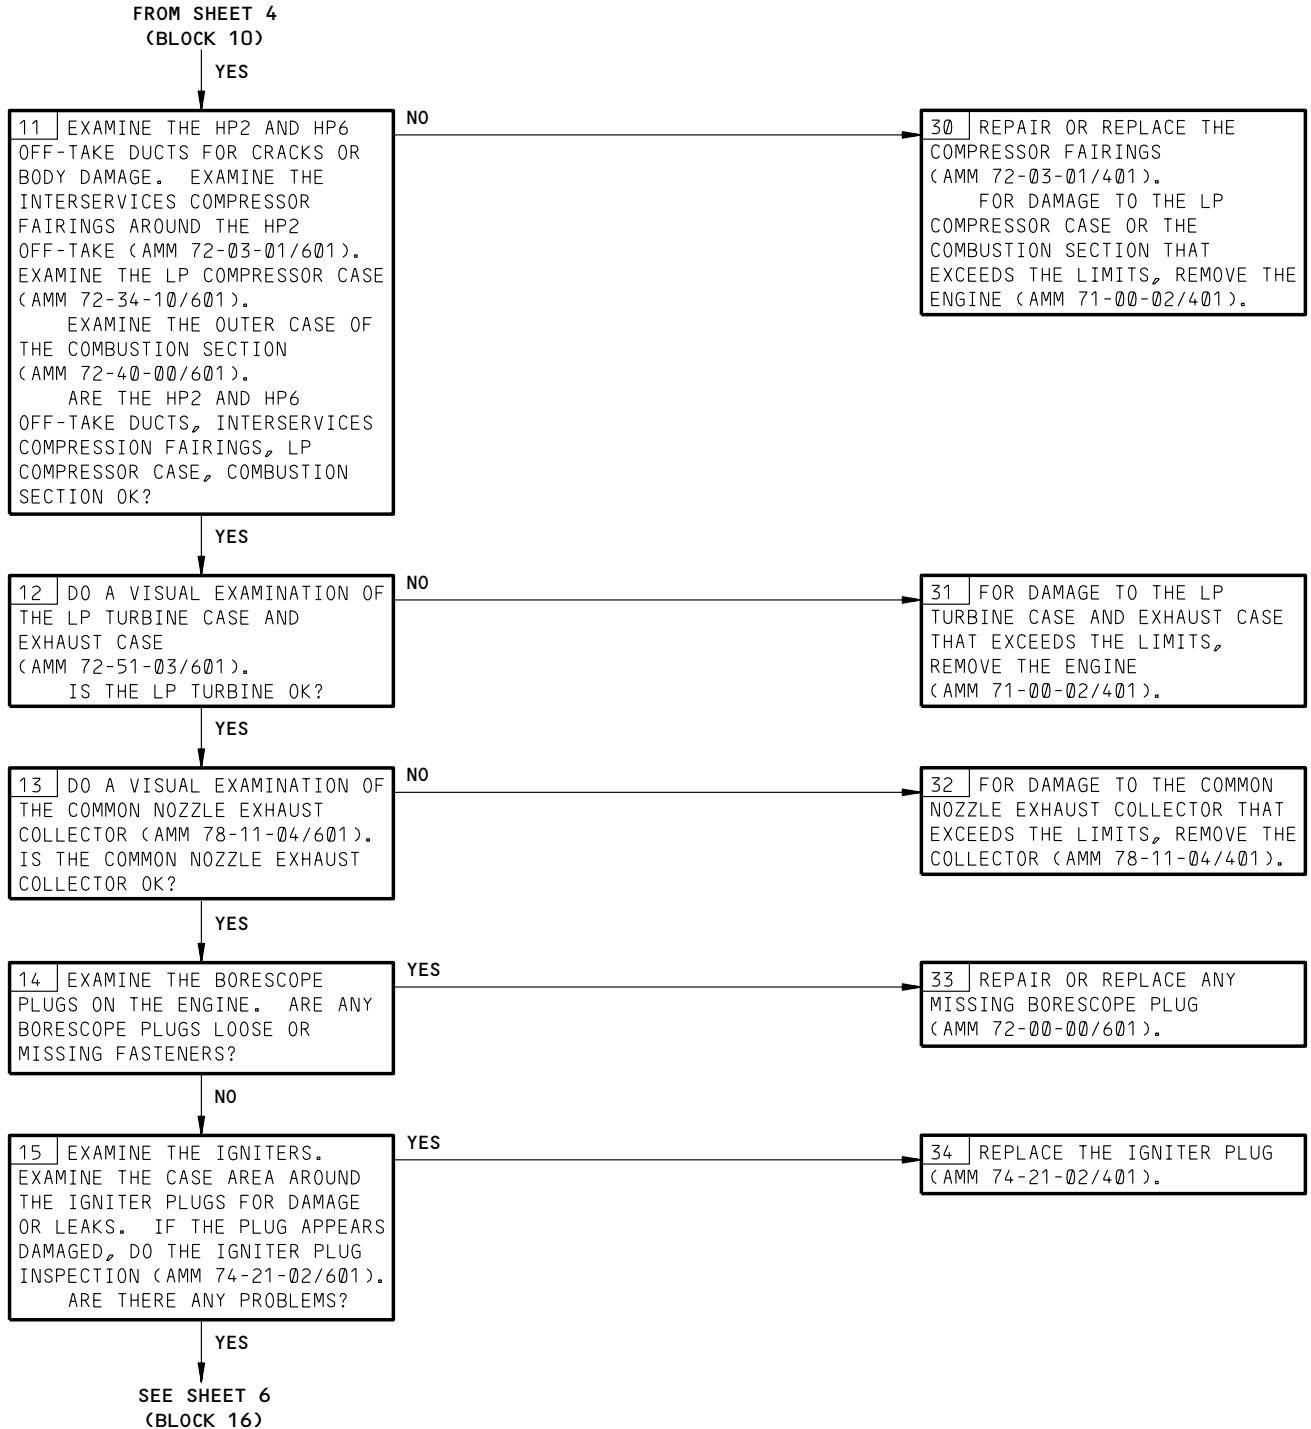 FROM SHEET 4
(BLOCK 10)
YES
11 EXAMINE THE HP2 AND HP6
OFF-TAKE DUCTS FOR CRACKS OR
BODY DAMAGE. EXAMINE THE
INTERSERVICES COMPRESSOR
FAIRINGS AROUND THE HP2
OFF-TAKE (AMM 72-03-01/601).
EXAMINE THE LP COMPRESSOR CASE
(AMM 72-34-10/601).
EXAMINE THE OUTER CASE OF
THE COMBUSTION SECTION
(AMM 72-40-00/601).
ARE THE HP2 AND HP6
OFF-TAKE DUCTS, INTERSERVICES
COMPRESSION FAIRINGS, LP
COMPRESSOR CASE, COMBUSTION
SECTION OK?
NO
30 REPAIR OR REPLACE THE
COMPRESSOR FAIRINGS
(AMM 72-03-01/401).
FOR DAMAGE TO THE LP
COMPRESSOR CASE OR THE
COMBUSTION SECTION THAT
EXCEEDS THE LIMITS, REMOVE THE
ENGINE (AMM 71-00-02/401).
YES
12 DO A VISUAL EXAMINATION OF
THE LP TURBINE CASE AND
EXHAUST CASE
(AMM 72-51-03/601).
IS THE LP TURBINE OK?
NO
31 FOR DAMAGE TO THE LP
TURBINE CASE AND EXHAUST CASE
THAT EXCEEDS THE LIMITS,
REMOVE THE ENGINE
(AMM 71-00-02/401).
YES
13 DO A VISUAL EXAMINATION OF
THE COMMON NOZZLE EXHAUST
COLLECTOR (AMM 78-11-04/601).
IS THE COMMON NOZZLE EXHAUST
COLLECTOR OK?
NO
32 FOR DAMAGE TO THE COMMON
NOZZLE EXHAUST COLLECTOR THAT
EXCEEDS THE LIMITS, REMOVE THE
COLLECTOR (AMM 78-11-04/401).
YES
14 EXAMINE THE BORESCOPE
PLUGS ON THE ENGINE. ARE ANY
BORESCOPE PLUGS LOOSE OR
MISSING FASTENERS?
YES
33 REPAIR OR REPLACE ANY
MISSING BORESCOPE PLUG
(AMM 72-00-00/601).
NO
15 EXAMINE THE IGNITERS.
EXAMINE THE CASE AREA AROUND
THE IGNITER PLUGS FOR DAMAGE
OR LEAKS. IF THE PLUG APPEARS
DAMAGED, DO THE IGNITER PLUG
INSPECTION (AMM 74-21-02/601).
ARE THERE ANY PROBLEMS?
YES
34 REPLACE THE IGNITER PLUG
(AMM 74-21-02/401).
YES
SEE SHEET 6
(BLOCK 16)